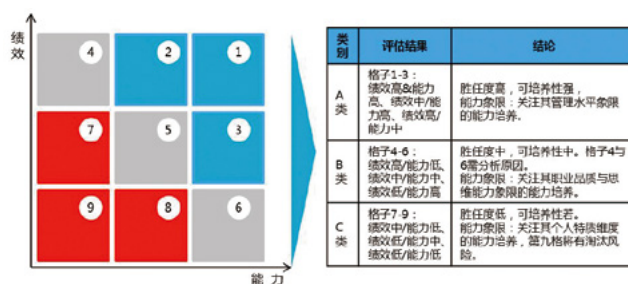 绩效
4
2
1
7
5
3
9
8
6
能 力
类别
评估结果
结论
A
类
格子1-3：
绩效高&能力
高、绩效中/能
力高、绩效高/
能力中
胜任度高，可培养性强，
能力象限：关注其管理水平象限
的能力培养。
B
类
格子4-6：
绩效高/能力低、
绩效中/能力中、
绩效低/能力高
胜任度中，可培养性中。格子4与
6需分析原因。
能力象限：关注其职业品质与思
维能力象限的能力培养。
C
类
格子7-9：
绩效中/能力低、
绩效低/能力中、
绩效低/能力低
胜任度低，可培养性若。
能力象限：关注其个人特质维度
的能力培养，第九格将有淘汰风
险。